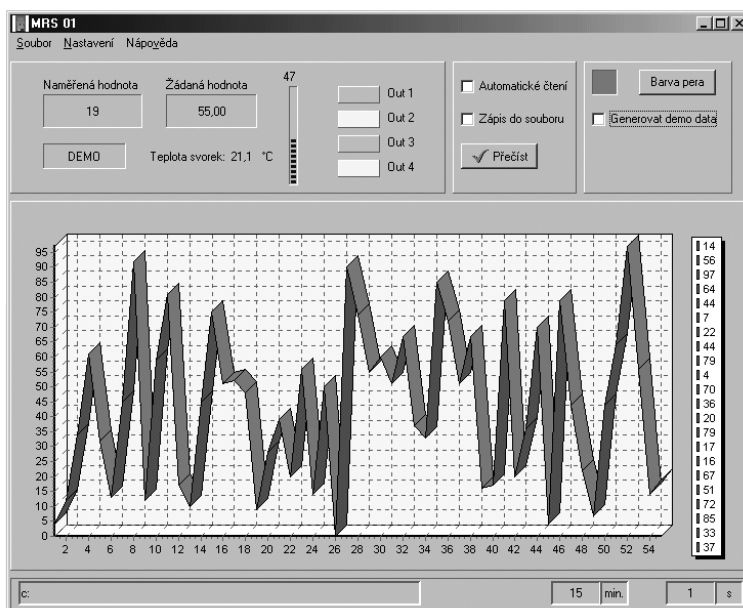 MRS 01
Soubor Nastavení Nápověda
Naměřená hodnota
19
Žádaná hodnota
55,00
47
DEMO
Teplota svorek: 21,1 °C
Out 1
Out 2
Out 3
Out 4
Automatické čtení
Zápis do souboru
Přečíst
Barva pera
Generovat demo data
95
90
85
80
75
70
65
60
55
50
45
40
35
30
25
20
15
10
5
0
2 4 6 8 10 12 14 16 18 20 22 24 26 28 30 32 34 36 38 40 42 44 46 48 50 52 54
14
56
97
64
44
7
22
44
79
4
70
36
20
79
17
16
67
51
72
85
33
37
c:
15 min.
1 s